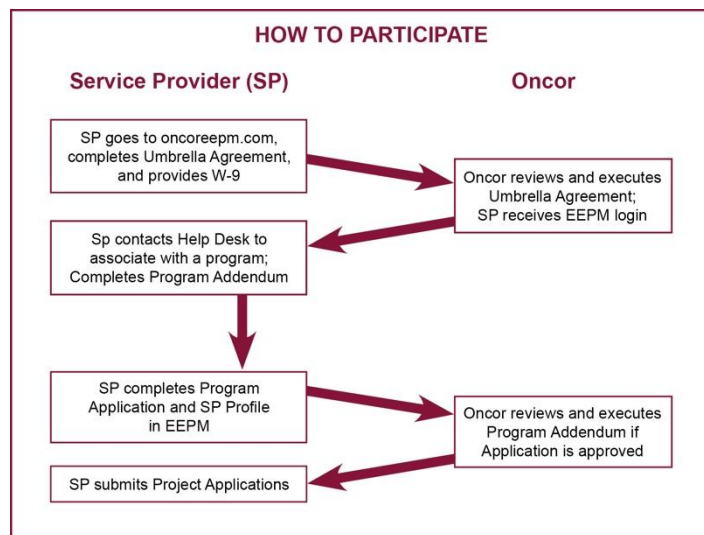 HOW TO PARTICIPATE
Service Provider (SP)
Oncor
SP goes to oncoreepm.com,
completes Umbrella Agreement,
and provides W-9
Oncor reviews and executes
Umbrella Agreement;
SP receives EEPM login
Sp contacts Help Desk to
associate with a program;
Completes Program Addendum
SP completes Program
Application and SP Profile
in EEPM
Oncor reviews and executes
Program Addendum if
Application is approved
SP submits Project Applications